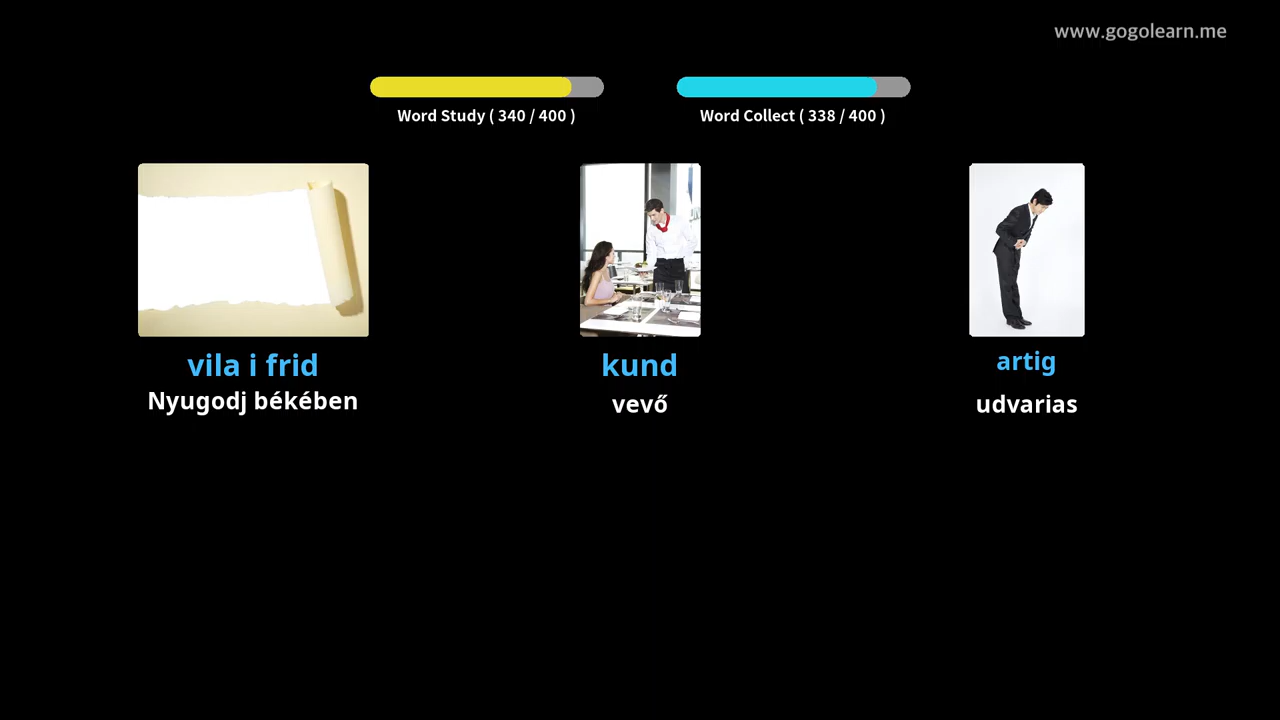 www.gogolearn.me
Word Study ( 340 / 400 )
Word Collect ( 338 / 400 )
vila i frid
Nyugodj békében
kund
vevő
artig
udvarias